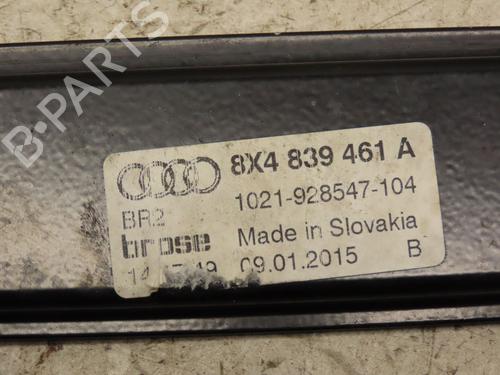 8X4 839 461 A
1021-928547-104
BR2
brose
Made in Slovakia
09.01.2015 B
B-PARTS